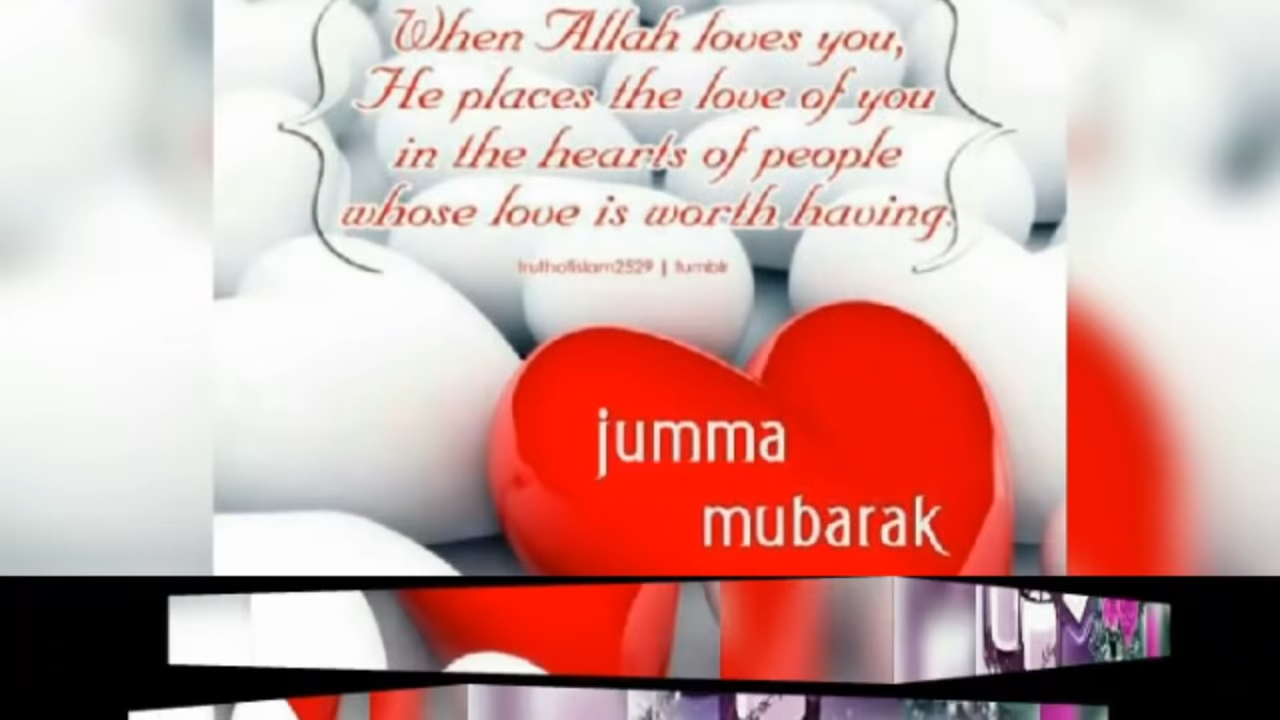 When Allah loves you,
He places the love of you
in the hearts of people
whose love is worth having.
truthofislam2529 | tumblr
jumma
mubarak